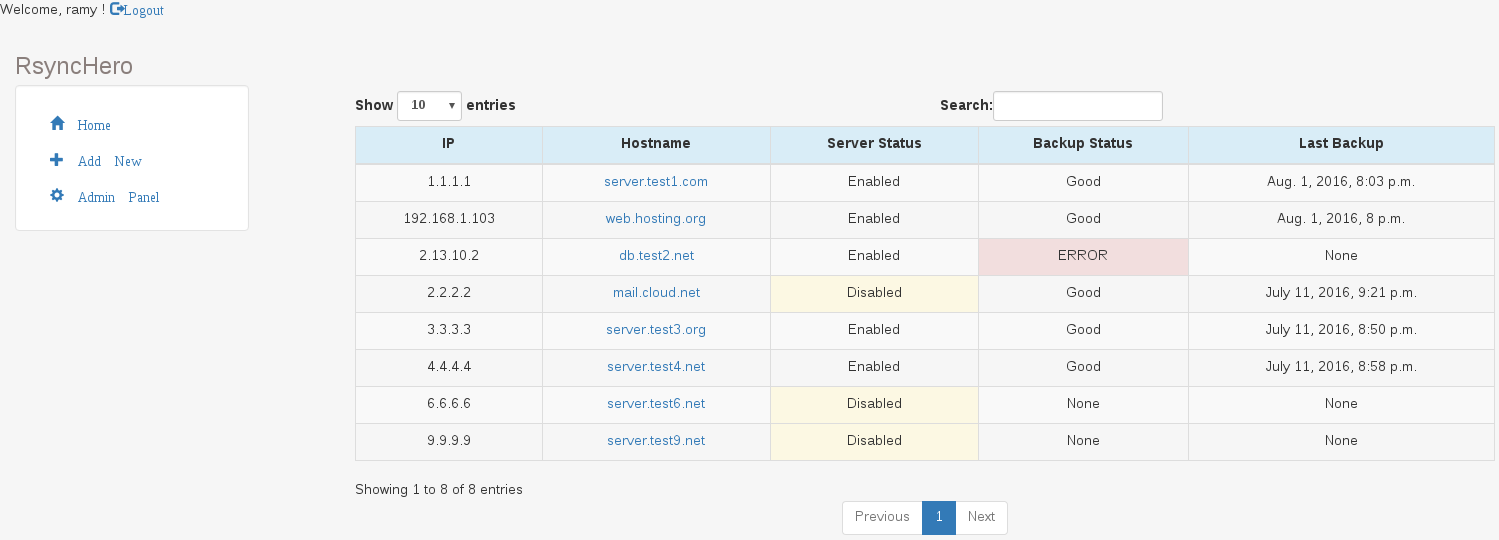 Welcome, ramy ! Logout
RsyncHero
Home
Add New
Admin Panel
Show 10 entries Search:
IP Hostname Server Status Backup Status Last Backup
1.1.1.1 server.test1.com Enabled Good Aug. 1, 2016, 8:03 p.m.
192.168.1.103 web.hosting.org Enabled Good Aug. 1, 2016, 8 p.m.
2.13.10.2 db.test2.net Enabled ERROR None
2.2.2.2 mail.cloud.net Disabled Good July 11, 2016, 9:21 p.m.
3.3.3.3 server.test3.org Enabled Good July 11, 2016, 8:50 p.m.
4.4.4.4 server.test4.net Enabled Good July 11, 2016, 8:58 p.m.
6.6.6.6 server.test6.net Disabled None None
9.9.9.9 server.test9.net Disabled None None
Showing 1 to 8 of 8 entries
Previous 1 Next